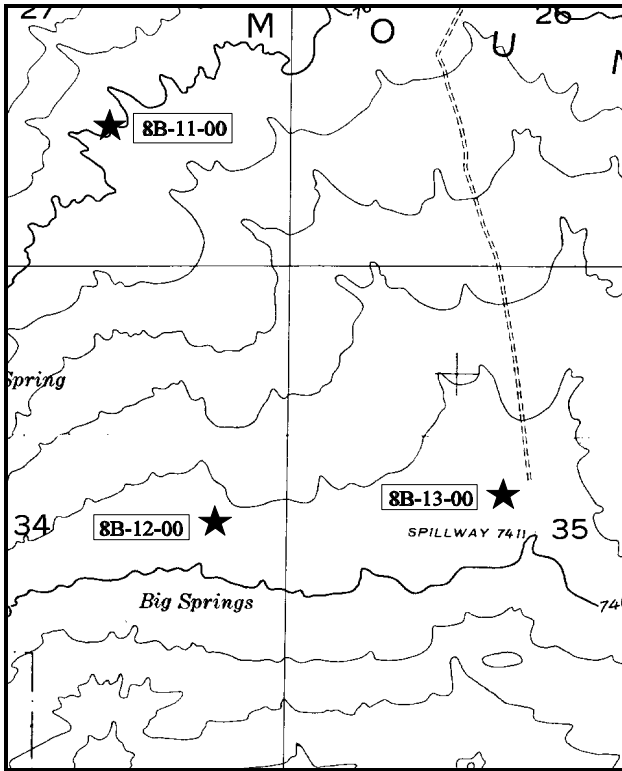 27
26
M
O
U
8B-11-00
Spring
8B-13-00
34
8B-12-00
SPILLWAY 7411
35
Big Springs